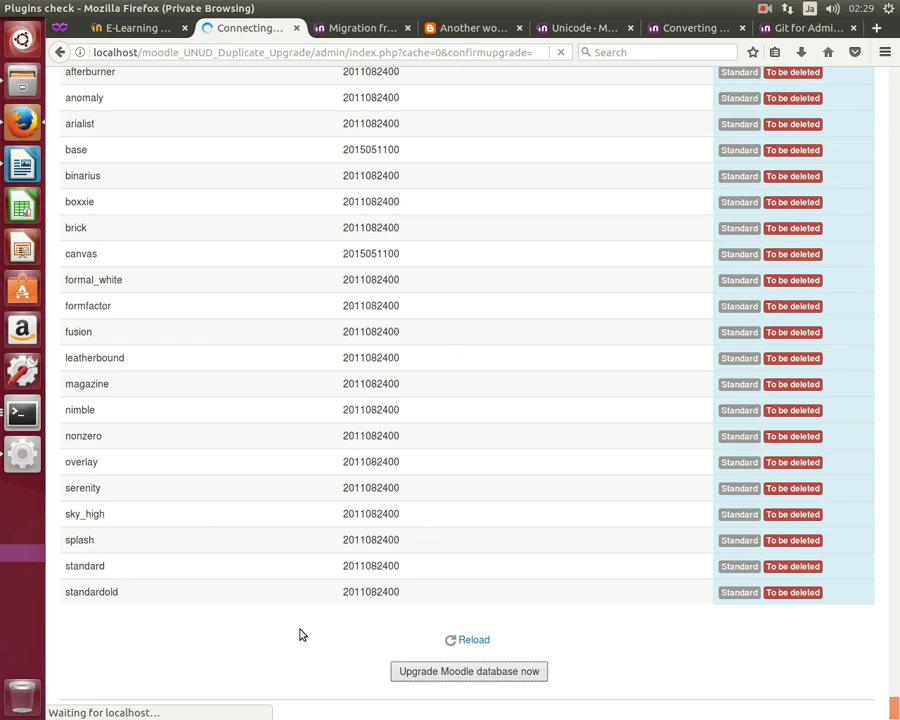 Plugins check - Mozilla Firefox (Private Browsing)
Ja
02:29
E-Learning ...
Connecting...
Migration fr...
Another wo...
Unicode - M...
Converting ...
Git for Admi...
localhost/moodle_UNUD_Duplicate_Upgrade/admin/index.php?cache=0&confirmupgrade=
Search
afterburner 2011082400 Standard To be deleted
anomaly 2011082400 Standard To be deleted
arialist 2011082400 Standard To be deleted
base 2015051100 Standard To be deleted
binarius 2011082400 Standard To be deleted
boxxie 2011082400 Standard To be deleted
brick 2011082400 Standard To be deleted
canvas 2015051100 Standard To be deleted
formal_white 2011082400 Standard To be deleted
formfactor 2011082400 Standard To be deleted
fusion 2011082400 Standard To be deleted
leatherbound 2011082400 Standard To be deleted
magazine 2011082400 Standard To be deleted
nimble 2011082400 Standard To be deleted
nonzero 2011082400 Standard To be deleted
overlay 2011082400 Standard To be deleted
serenity 2011082400 Standard To be deleted
sky_high 2011082400 Standard To be deleted
splash 2011082400 Standard To be deleted
standard 2011082400 Standard To be deleted
standardold 2011082400 Standard To be deleted
Reload
Upgrade Moodle database now
Waiting for localhost...